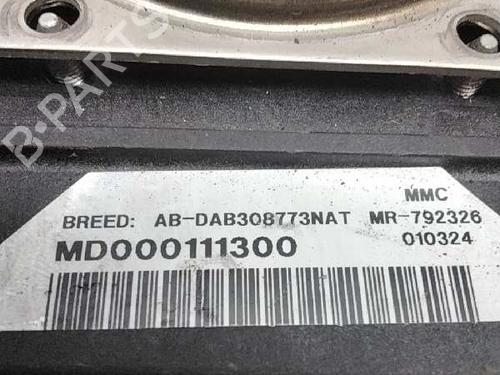 B-PARTS
MMC
BREED: AB-DAB308773NAT MR-792326
MD000111300 010324